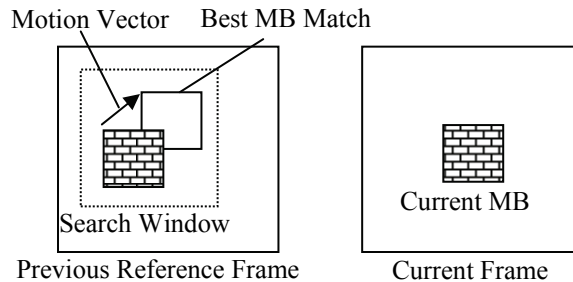 Motion Vector
Best MB Match
Search Window
Current MB
Previous Reference Frame
Current Frame